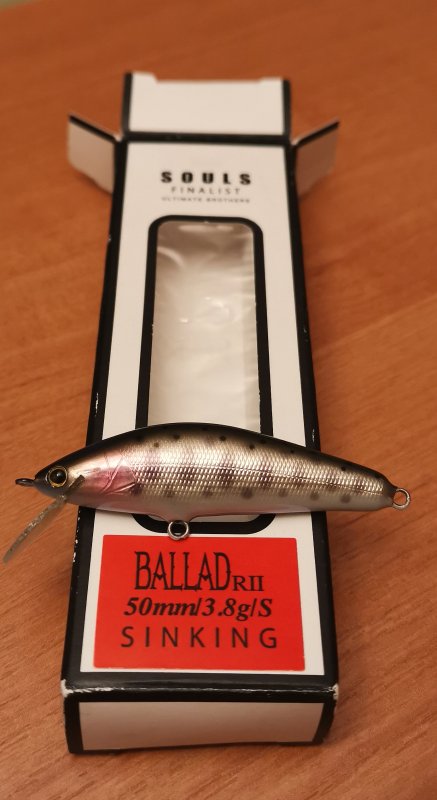 SOULS
FINALIST
ULTIMATE BROTHERS
BALLAD RII
50mm/3.8g/S
SINKING